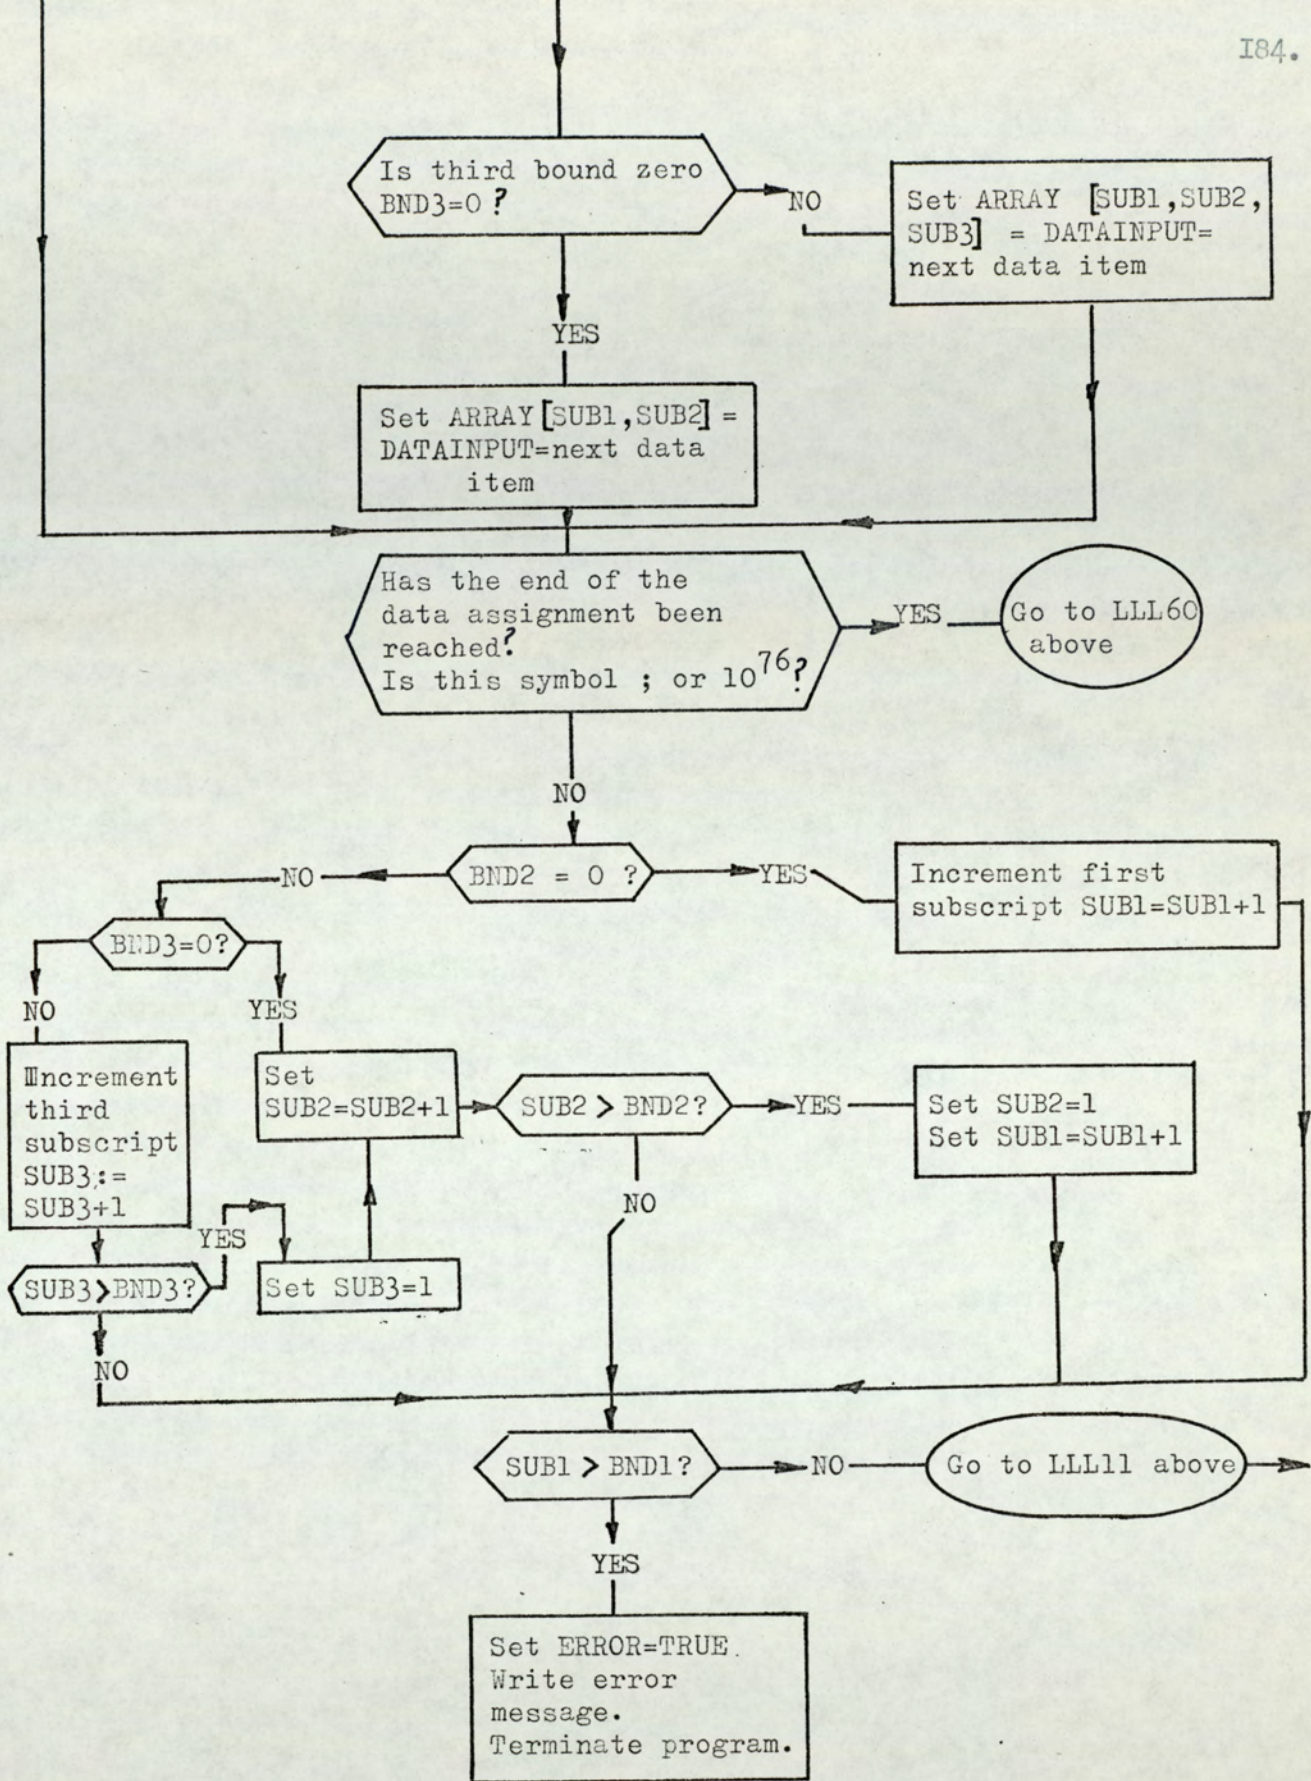 I84.
Is third bound zero
BND3=0 ?
NO
Set ARRAY [SUB1,SUB2,
SUB3] = DATAINPUT=
next data item
YES
Set ARRAY[SUB1,SUB2] =
DATAINPUT=next data
item
Has the end of the
data assignment been
reached?
Is this symbol ; or 10^76?
YES
Go to LLL60
above
NO
BND2 = 0 ?
NO
YES
Increment first
subscript SUB1=SUB1+1
BND3=0?
NO
YES
Increment
third
subscript
SUB3:=
SUB3+1
Set
SUB2=SUB2+1
SUB2 > BND2?
YES
Set SUB2=1
Set SUB1=SUB1+1
NO
YES
SUB3>BND3?
Set SUB3=1
NO
SUB1 > BND1?
NO
Go to LLL11 above
YES
Set ERROR=TRUE.
Write error
message.
Terminate program.